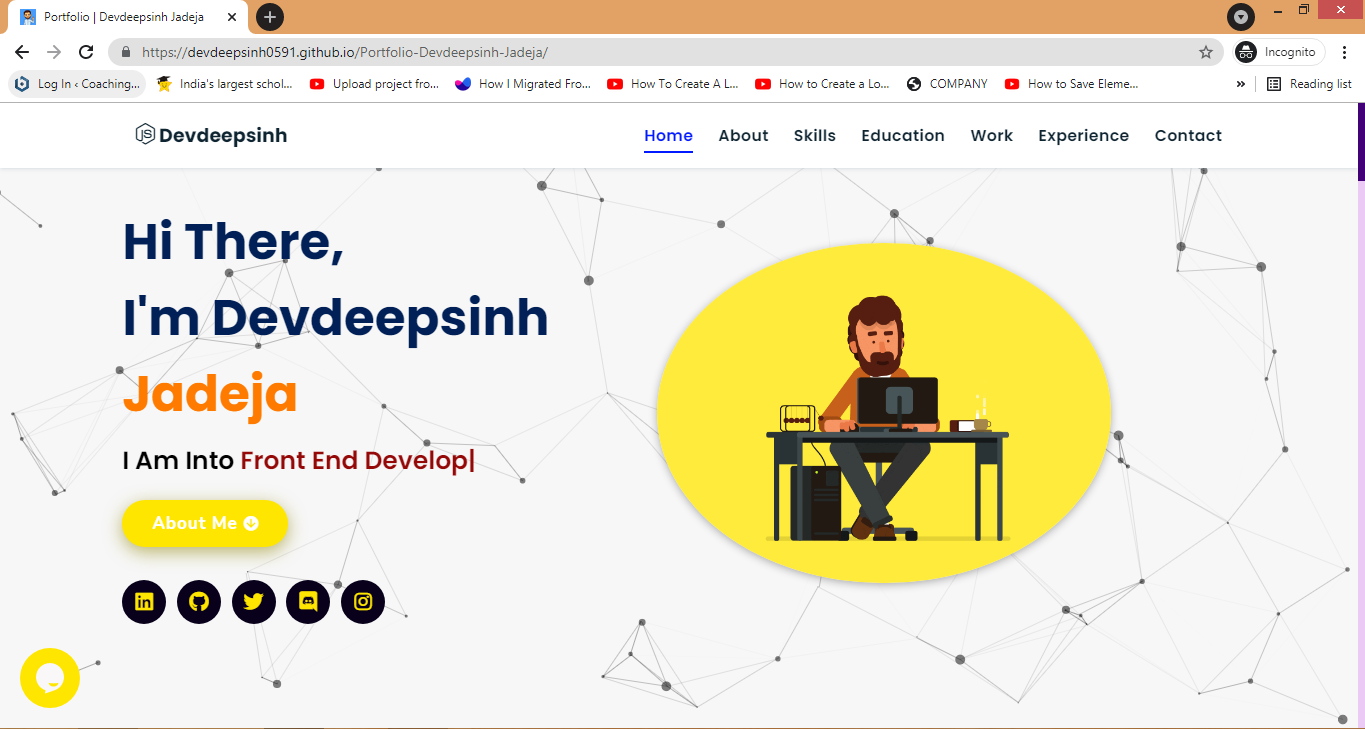 Portfolio | Devdeepsinh Jadeja
https://devdeepsinh0591.github.io/Portfolio-Devdeepsinh-Jadeja/
Incognito
Log In ‹ Coaching...
India's largest schol...
Upload project fro...
How I Migrated Fro...
How To Create A L...
How to Create a Lo...
COMPANY
How to Save Eleme...
»
Reading list
JS Devdeepsinh
Home About Skills Education Work Experience Contact
Hi There,
I'm Devdeepsinh
Jadeja
I Am Into Front End Develop|
About Me